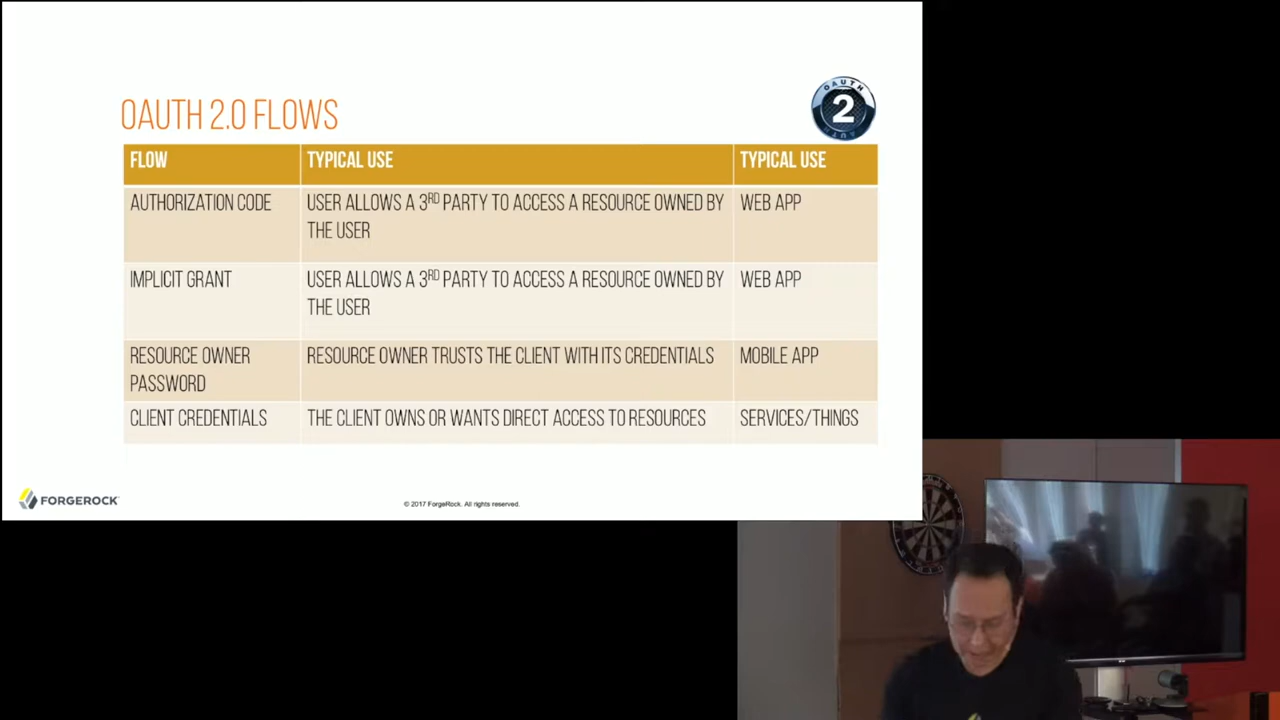 OAUTH 2.0 FLOWS
OAUTH
2
OAUTH
FLOW
TYPICAL USE
TYPICAL USE
AUTHORIZATION CODE
USER ALLOWS A 3RD PARTY TO ACCESS A RESOURCE OWNED BY
THE USER
WEB APP
IMPLICIT GRANT
USER ALLOWS A 3RD PARTY TO ACCESS A RESOURCE OWNED BY
THE USER
WEB APP
RESOURCE OWNER
PASSWORD
RESOURCE OWNER TRUSTS THE CLIENT WITH ITS CREDENTIALS
MOBILE APP
CLIENT CREDENTIALS
THE CLIENT OWNS OR WANTS DIRECT ACCESS TO RESOURCES
SERVICES/THINGS
FORGEROCK
© 2017 ForgeRock. All rights reserved.